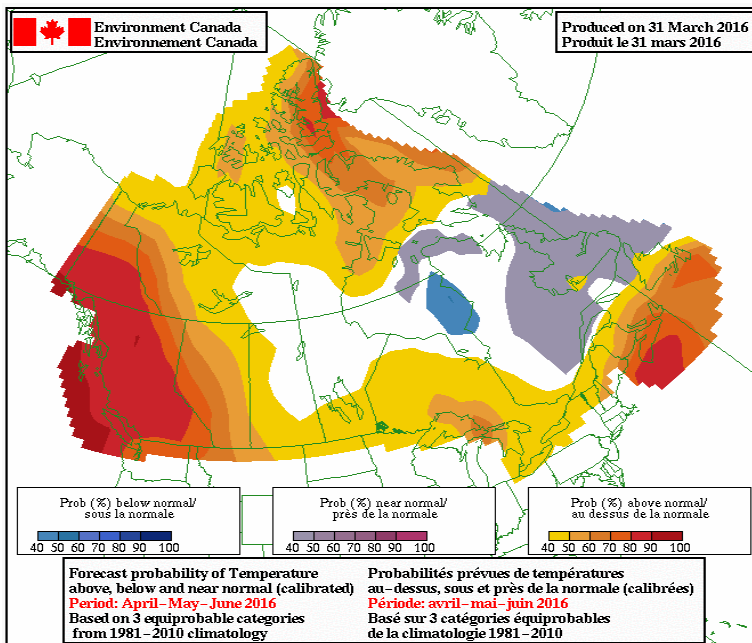 Environment Canada
Environnement Canada
Produced on 31 March 2016
Produit le 31 mars 2016
Prob (%) below normal/
sous la normale
40 50 60 70 80 90 100
Prob (%) near normal/
près de la normale
40 50 60 70 80 90 100
Prob (%) above normal/
au dessus de la normale
40 50 60 70 80 90 100
Forecast probability of Temperature
above, below and near normal (calibrated)
Period: April-May-June 2016
Based on 3 equiprobable categories
from 1981-2010 climatology
Probabilités prévues de températures
au-dessus, sous et près de la normale (calibrées)
Période: avril-mai-juin 2016
Basé sur 3 catégories équiprobables
de la climatologie 1981-2010